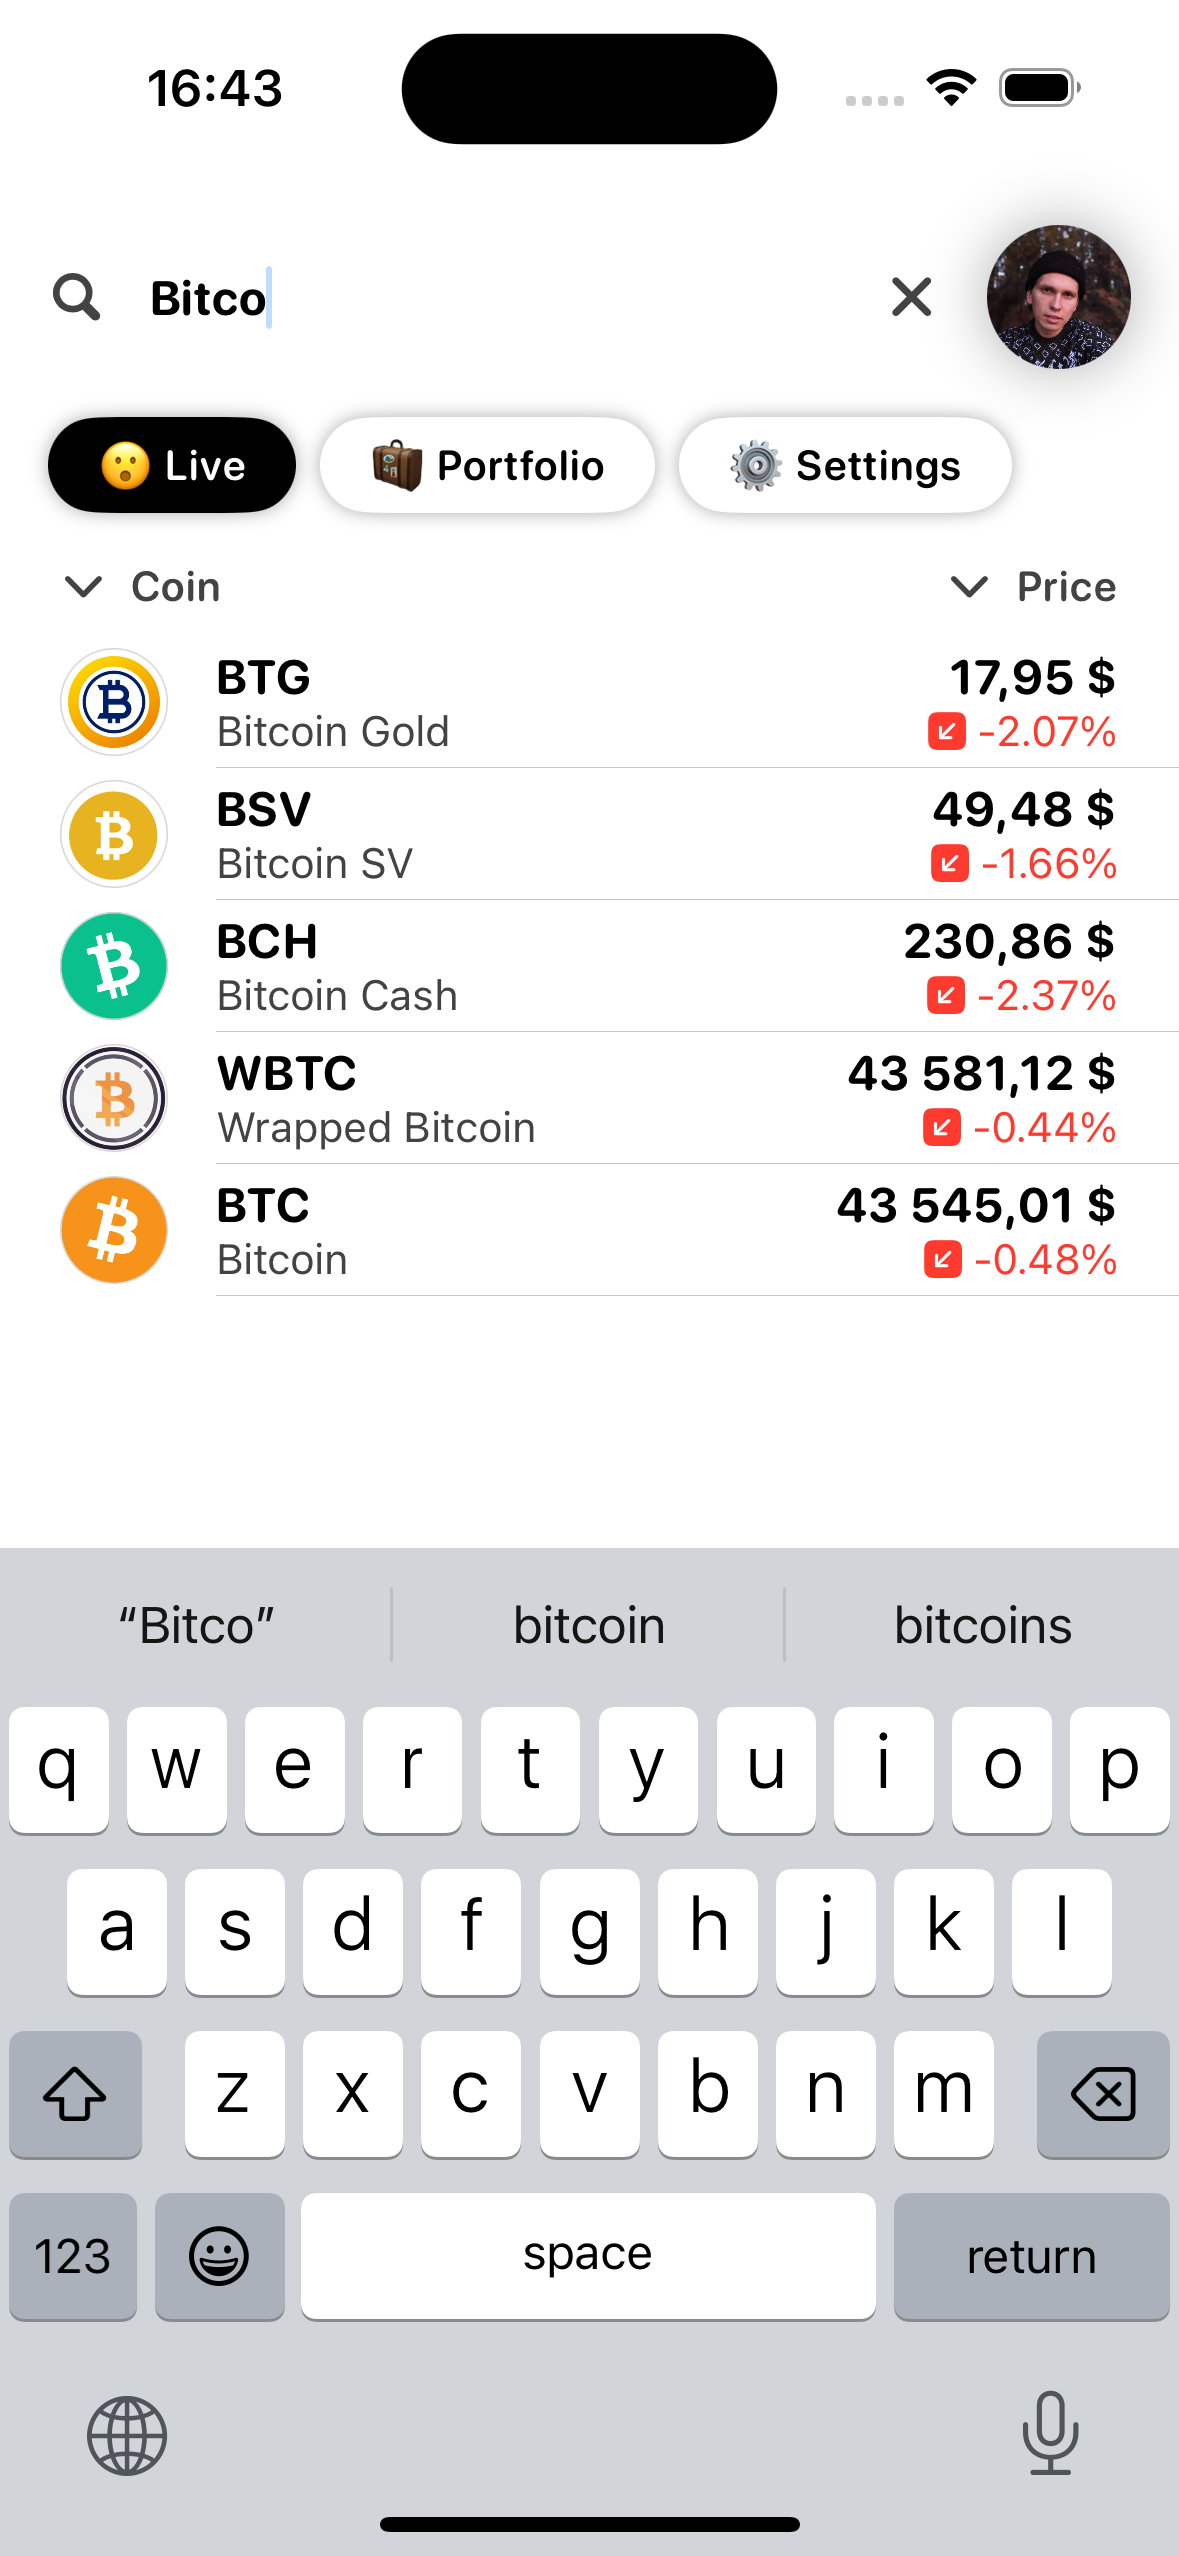 16:43
Bitco
😮 Live
🧳 Portfolio
⚙️ Settings
Coin
Price
BTG
17,95 $
Bitcoin Gold
-2.07%
BSV
49,48 $
Bitcoin SV
-1.66%
BCH
230,86 $
Bitcoin Cash
-2.37%
WBTC
43 581,12 $
Wrapped Bitcoin
-0.44%
BTC
43 545,01 $
Bitcoin
-0.48%
“Bitco” bitcoin bitcoins
q w e r t y u i o p
a s d f g h j k l
z x c v b n m
123 space return